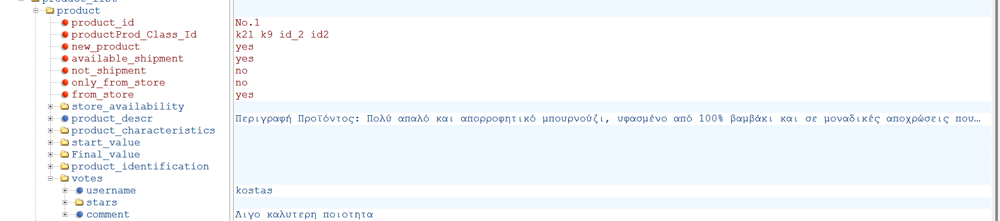 product_list
product
product_id No.1
productProd_Class_Id k21 k9 id_2 id2
new_product yes
available_shipment yes
not_shipment no
only_from_store no
from_store yes
store_availability
product_descr Περιγραφή Προϊόντος: Πολύ απαλό και απορροφητικό μπουρνούζι, υφασμένο από 100% βαμβάκι και σε μοναδικές αποχρώσεις που…
product_characteristics
start_value
Final_value
product_identification
votes
username kostas
stars
comment Λιγο καλυτερη ποιοτητα